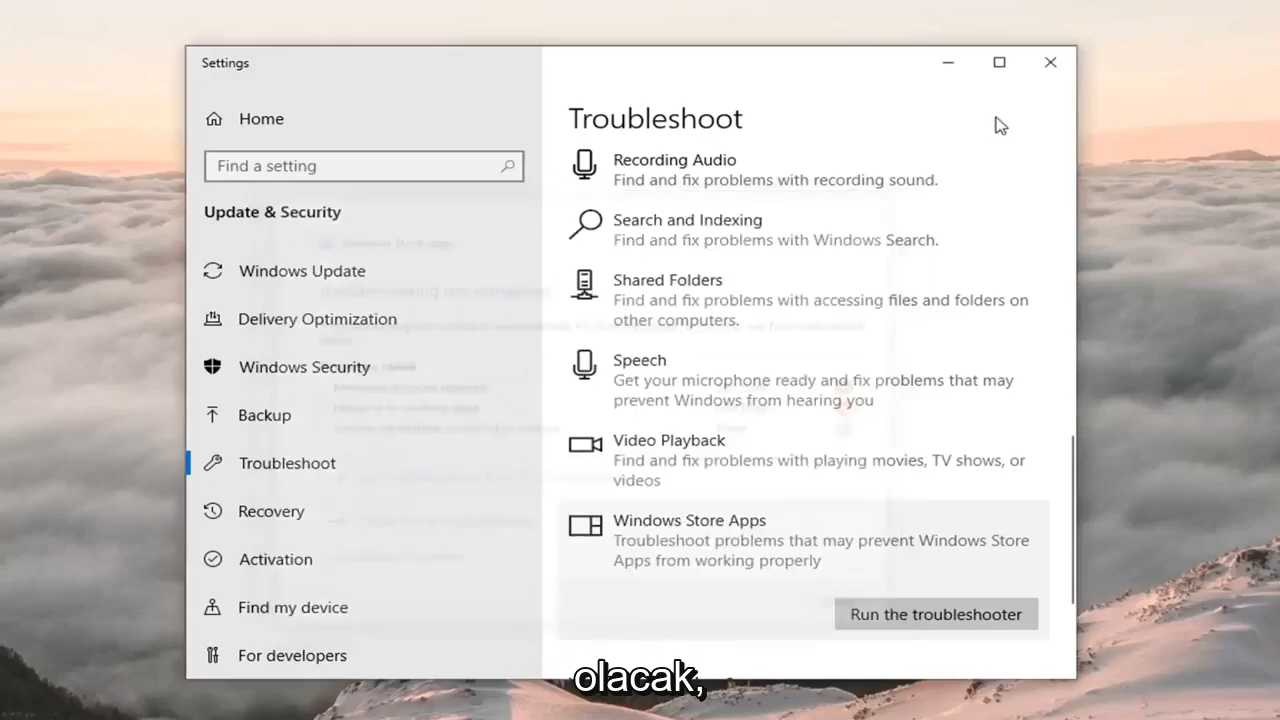 Settings
Home
Find a setting
Update & Security
Windows Update
Delivery Optimization
Windows Security
Backup
Troubleshoot
Recovery
Activation
Find my device
For developers
Troubleshoot
Recording Audio
Find and fix problems with recording sound.
Search and Indexing
Find and fix problems with Windows Search.
Shared Folders
Find and fix problems with accessing files and folders on
other computers.
Speech
Get your microphone ready and fix problems that may
prevent Windows from hearing you
Video Playback
Find and fix problems with playing movies, TV shows, or
videos
Windows Store Apps
Troubleshoot problems that may prevent Windows Store
Apps from working properly
Run the troubleshooter
olacak,